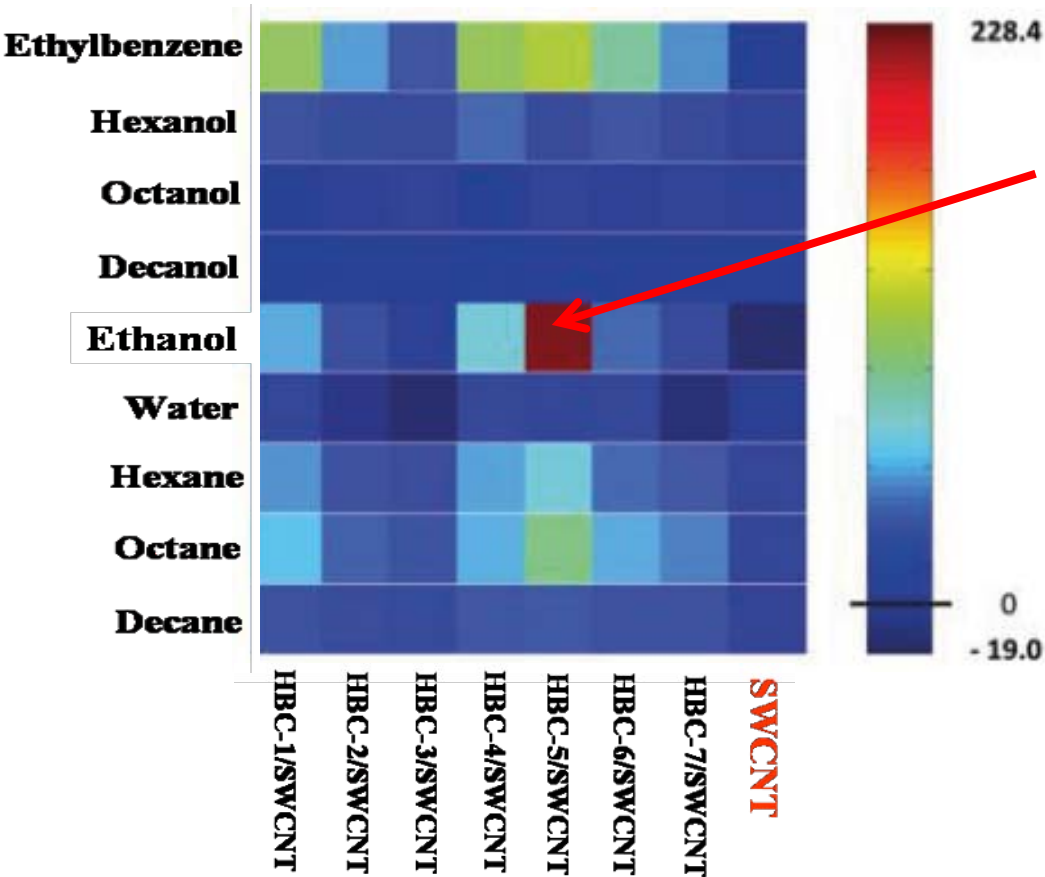 Ethylbenzene
Hexanol
Octanol
Decanol
Ethanol
Water
Hexane
Octane
Decane
HBC-1/SWCNT
HBC-2/SWCNT
HBC-3/SWCNT
HBC-4/SWCNT
HBC-5/SWCNT
HBC-6/SWCNT
HBC-7/SWCNT
SWCNT
228.4
0
- 19.0